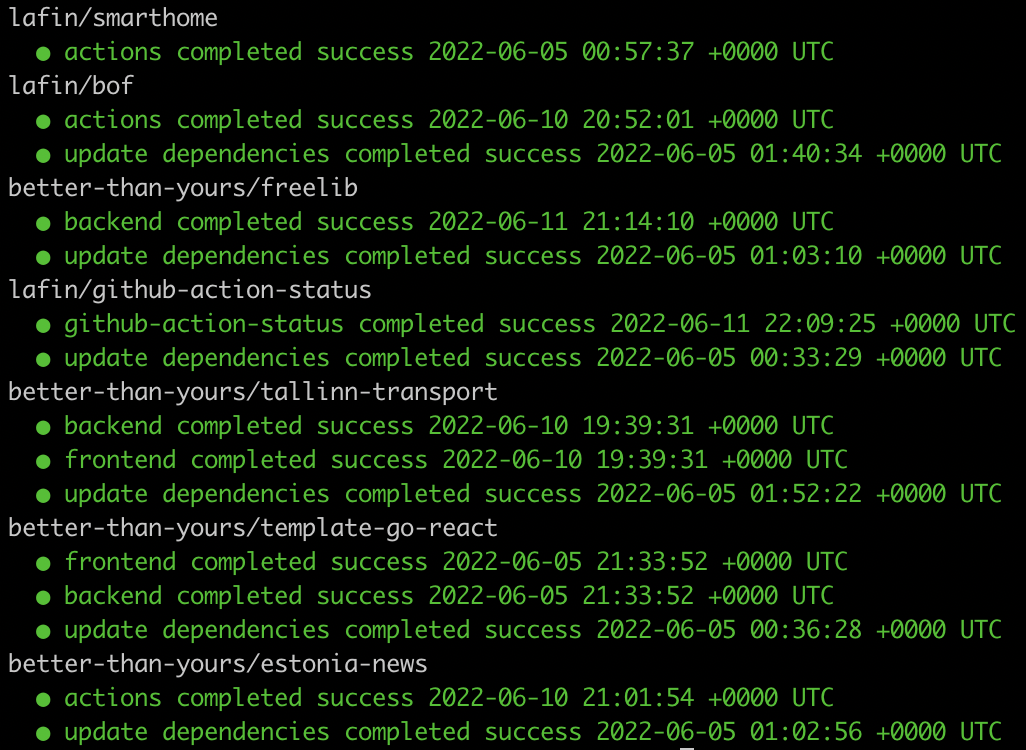 lafin/smarthome
● actions completed success 2022-06-05 00:57:37 +0000 UTC
lafin/bof
● actions completed success 2022-06-10 20:52:01 +0000 UTC
● update dependencies completed success 2022-06-05 01:40:34 +0000 UTC
better-than-yours/freelib
● backend completed success 2022-06-11 21:14:10 +0000 UTC
● update dependencies completed success 2022-06-05 01:03:10 +0000 UTC
lafin/github-action-status
● github-action-status completed success 2022-06-11 22:09:25 +0000 UTC
● update dependencies completed success 2022-06-05 00:33:29 +0000 UTC
better-than-yours/tallinn-transport
● backend completed success 2022-06-10 19:39:31 +0000 UTC
● frontend completed success 2022-06-10 19:39:31 +0000 UTC
● update dependencies completed success 2022-06-05 01:52:22 +0000 UTC
better-than-yours/template-go-react
● frontend completed success 2022-06-05 21:33:52 +0000 UTC
● backend completed success 2022-06-05 21:33:52 +0000 UTC
● update dependencies completed success 2022-06-05 00:36:28 +0000 UTC
better-than-yours/estonia-news
● actions completed success 2022-06-10 21:01:54 +0000 UTC
● update dependencies completed success 2022-06-05 01:02:56 +0000 UTC